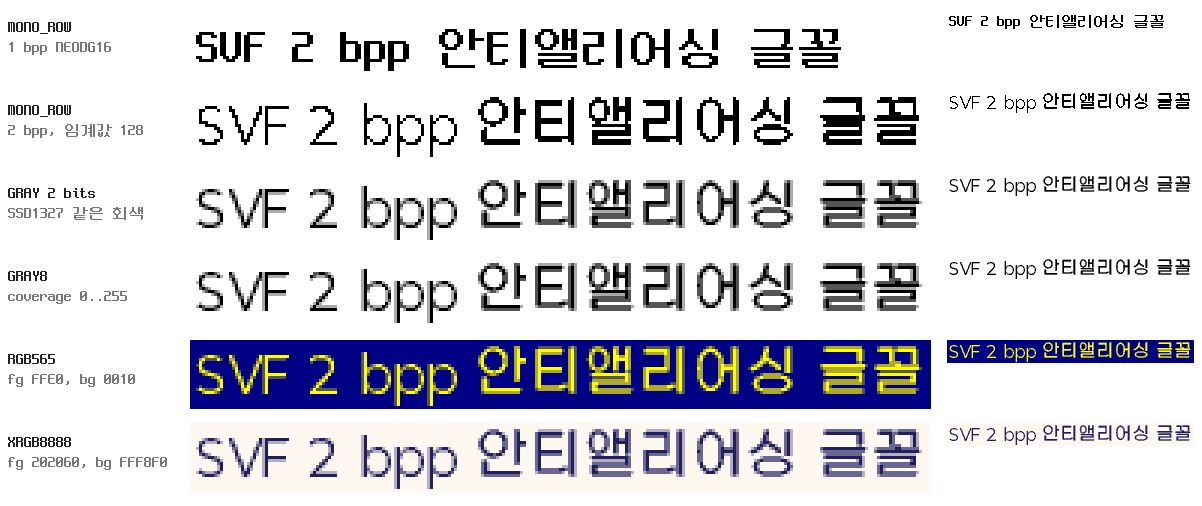 MONO_ROW
1 bpp NEODG16
SVF 2 bpp 안티앨리어싱 글꼴
SVF 2 bpp 안티앨리어싱 글꼴
MONO_ROW
2 bpp, 임계값 128
SVF 2 bpp 안티앨리어싱 글꼴
SVF 2 bpp 안티앨리어싱 글꼴
GRAY 2 bits
SSD1327 같은 회색
SVF 2 bpp 안티앨리어싱 글꼴
SVF 2 bpp 안티앨리어싱 글꼴
GRAY8
coverage 0..255
SVF 2 bpp 안티앨리어싱 글꼴
SVF 2 bpp 안티앨리어싱 글꼴
RGB565
fg FFE0, bg 0010
SVF 2 bpp 안티앨리어싱 글꼴
SVF 2 bpp 안티앨리어싱 글꼴
XRGB8888
fg 202060, bg FFF8F0
SVF 2 bpp 안티앨리어싱 글꼴
SVF 2 bpp 안티앨리어싱 글꼴